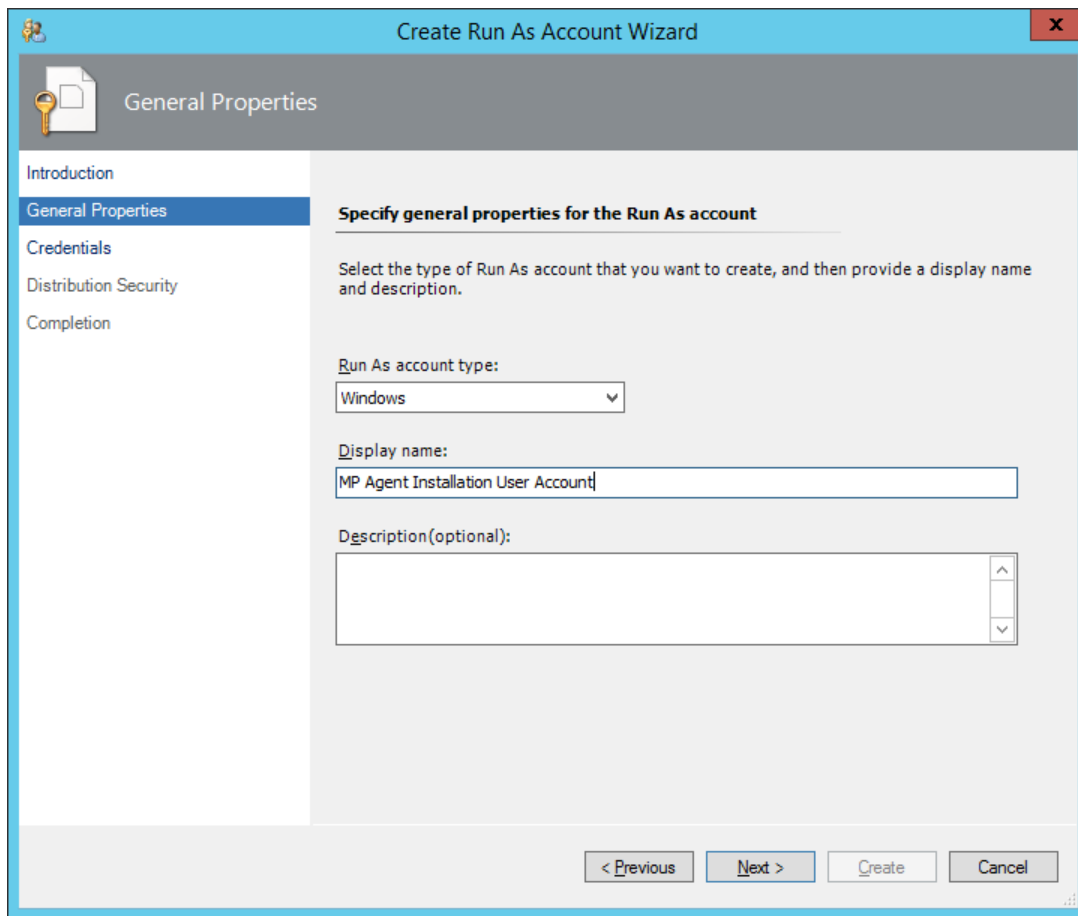 Create Run As Account Wizard
x
General Properties
Introduction
General Properties
Credentials
Distribution Security
Completion
Specify general properties for the Run As account
Select the type of Run As account that you want to create, and then provide a display name
and description.
Run As account type:
Windows
Display name:
MP Agent Installation User Account
Description(optional):
< Previous
Next >
Create
Cancel